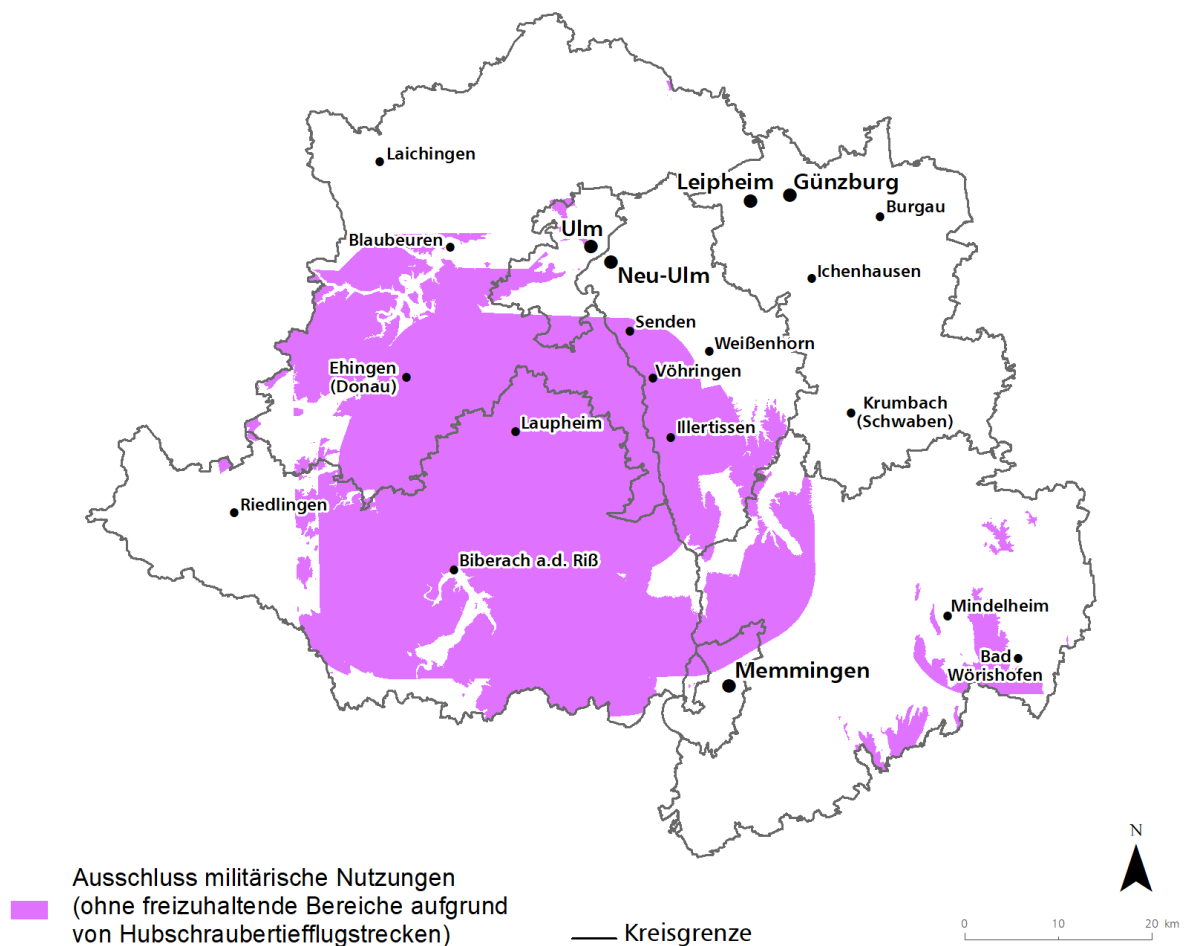 Laichingen
Leipheim
Günzburg
Burgau
Ulm
Blaubeuren
Neu-Ulm
Ichenhausen
Senden
Weißenhorn
Ehingen
(Donau)
Vöhringen
Krumbach
(Schwaben)
Laupheim
Illertissen
Riedlingen
Biberach a.d. Riß
Mindelheim
Bad
Wörishofen
Memmingen
N
Ausschluss militärische Nutzungen
(ohne freizuhaltende Bereiche aufgrund
von Hubschraubertiefflugstrecken)
Kreisgrenze
0 10 20 km